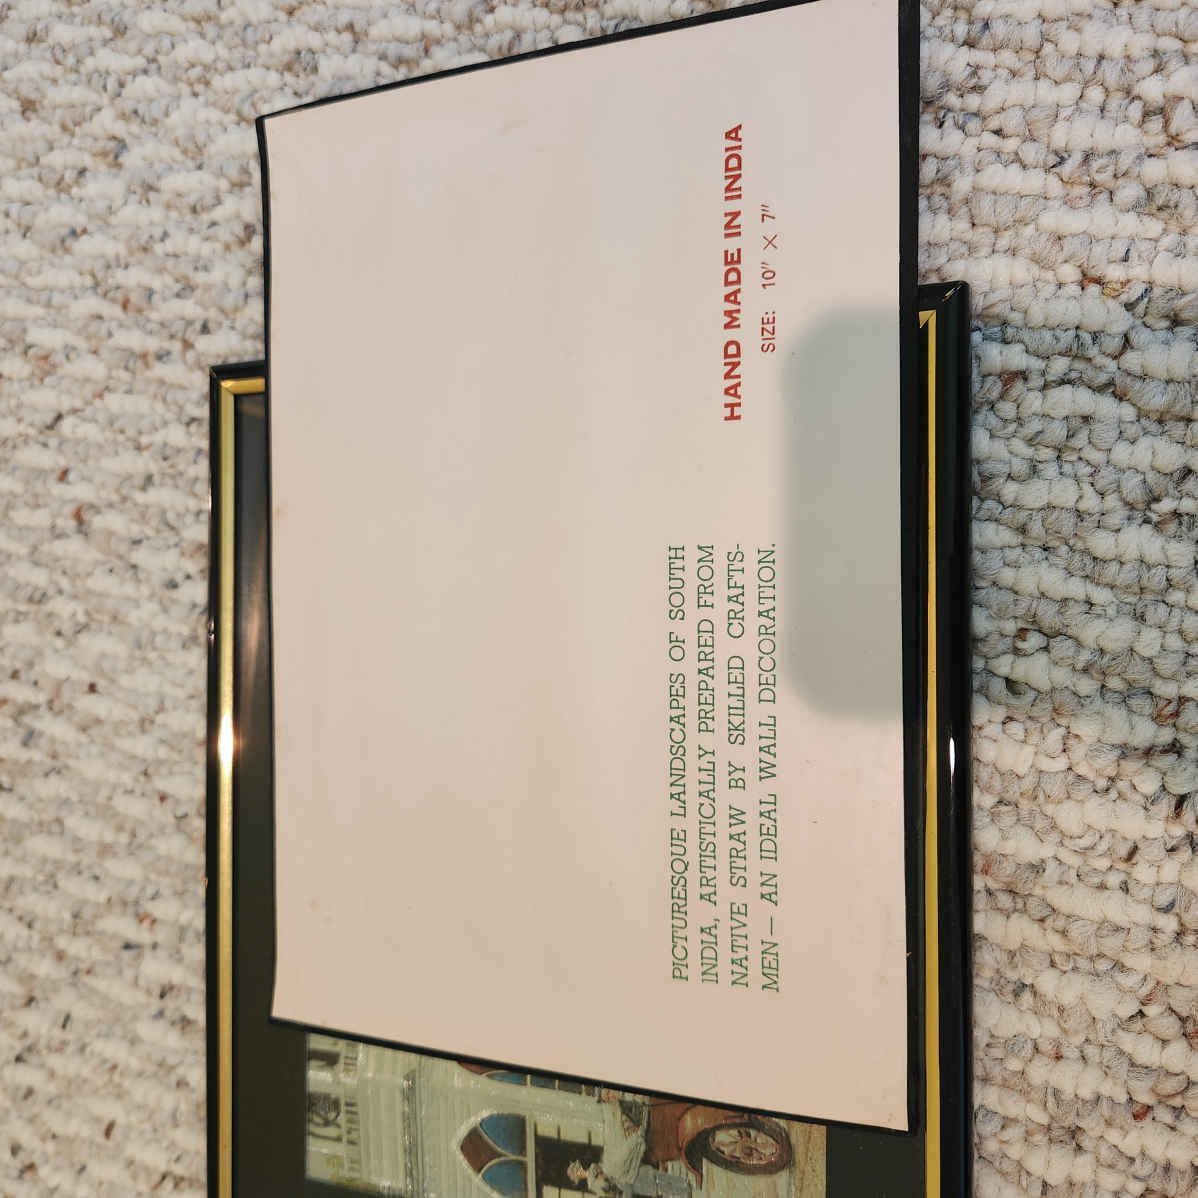 PICTURESQUE LANDSCAPES OF SOUTH
INDIA, ARTISTICALLY PREPARED FROM
NATIVE STRAW BY SKILLED CRAFTS-
MEN — AN IDEAL WALL DECORATION.
HAND MADE IN INDIA
SIZE: 10" X 7"